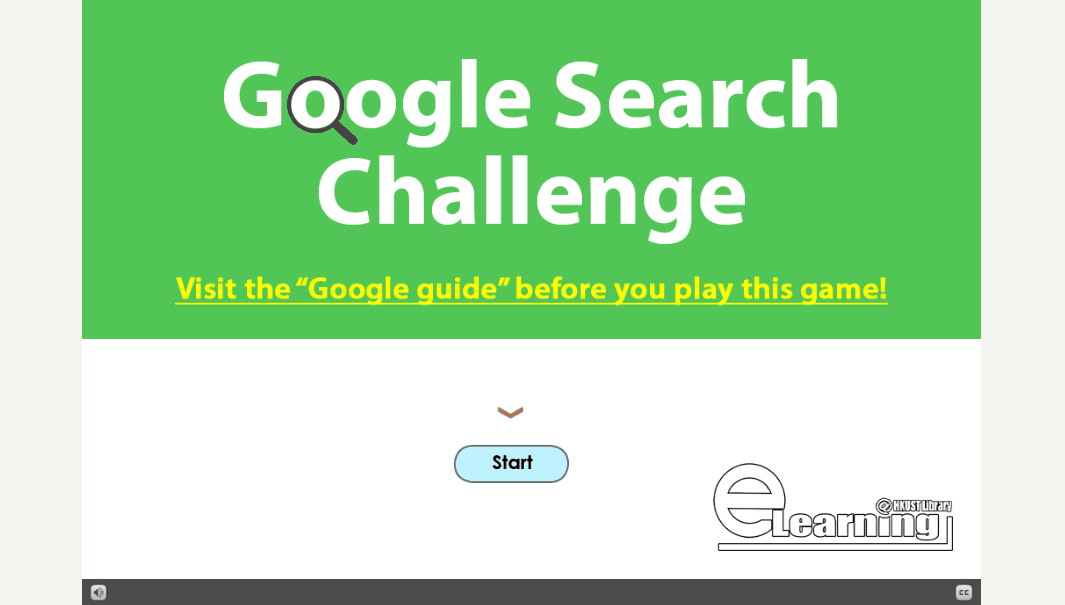 Google Search
Challenge
Visit the “Google guide” before you play this game!
Start
@HKUST Library
eLearning
CC